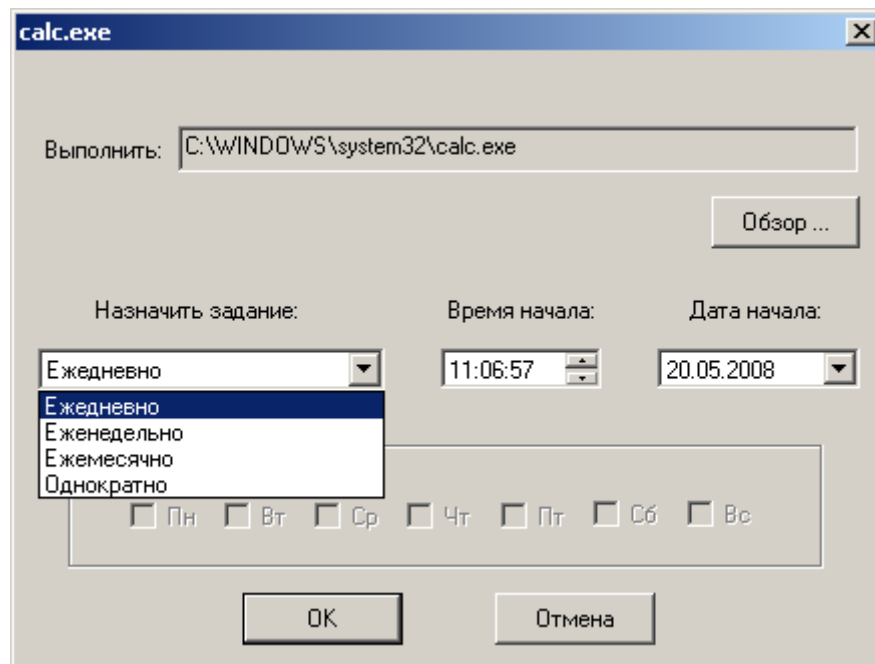 calc.exe
Выполнить: C:\WINDOWS\system32\calc.exe
Обзор ...
Назначить задание: Время начала: Дата начала:
Ежедневно 11:06:57 20.05.2008
Ежедневно
Еженедельно
Ежемесячно
Однократно
Пн Вт Ср Чт Пт Сб Вс
OK Отмена